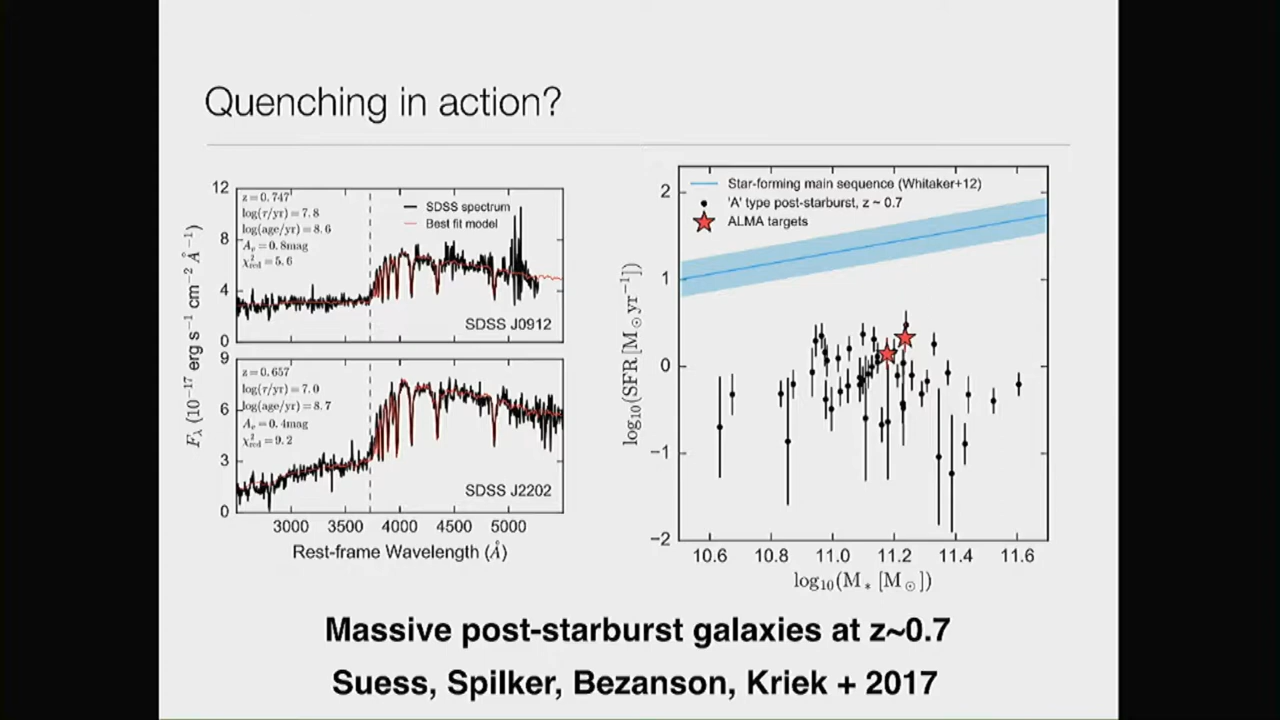 Quenching in action?
12
8
4
0
z=0.747
log(τ/yr)=7.8
log(age/yr)=8.6
Aᵥ=0.8mag
χ²red=5.6
SDSS spectrum
Best fit model
SDSS J0912
9
6
3
0
z=0.657
log(τ/yr)=7.0
log(age/yr)=8.7
Aᵥ=0.4mag
χ²red=9.2
SDSS J2202
3000 3500 4000 4500 5000
Rest-frame Wavelength (Å)
Fλ (10⁻¹⁷ erg s⁻¹ cm⁻² Å⁻¹)
Star-forming main sequence (Whitaker+12)
'A' type post-starburst, z ~ 0.7
ALMA targets
2
1
0
−1
−2
log₁₀(SFR [M☉yr⁻¹])
10.6 10.8 11.0 11.2 11.4 11.6
log₁₀(M* [M☉])
Massive post-starburst galaxies at z~0.7
Suess, Spilker, Bezanson, Kriek + 2017